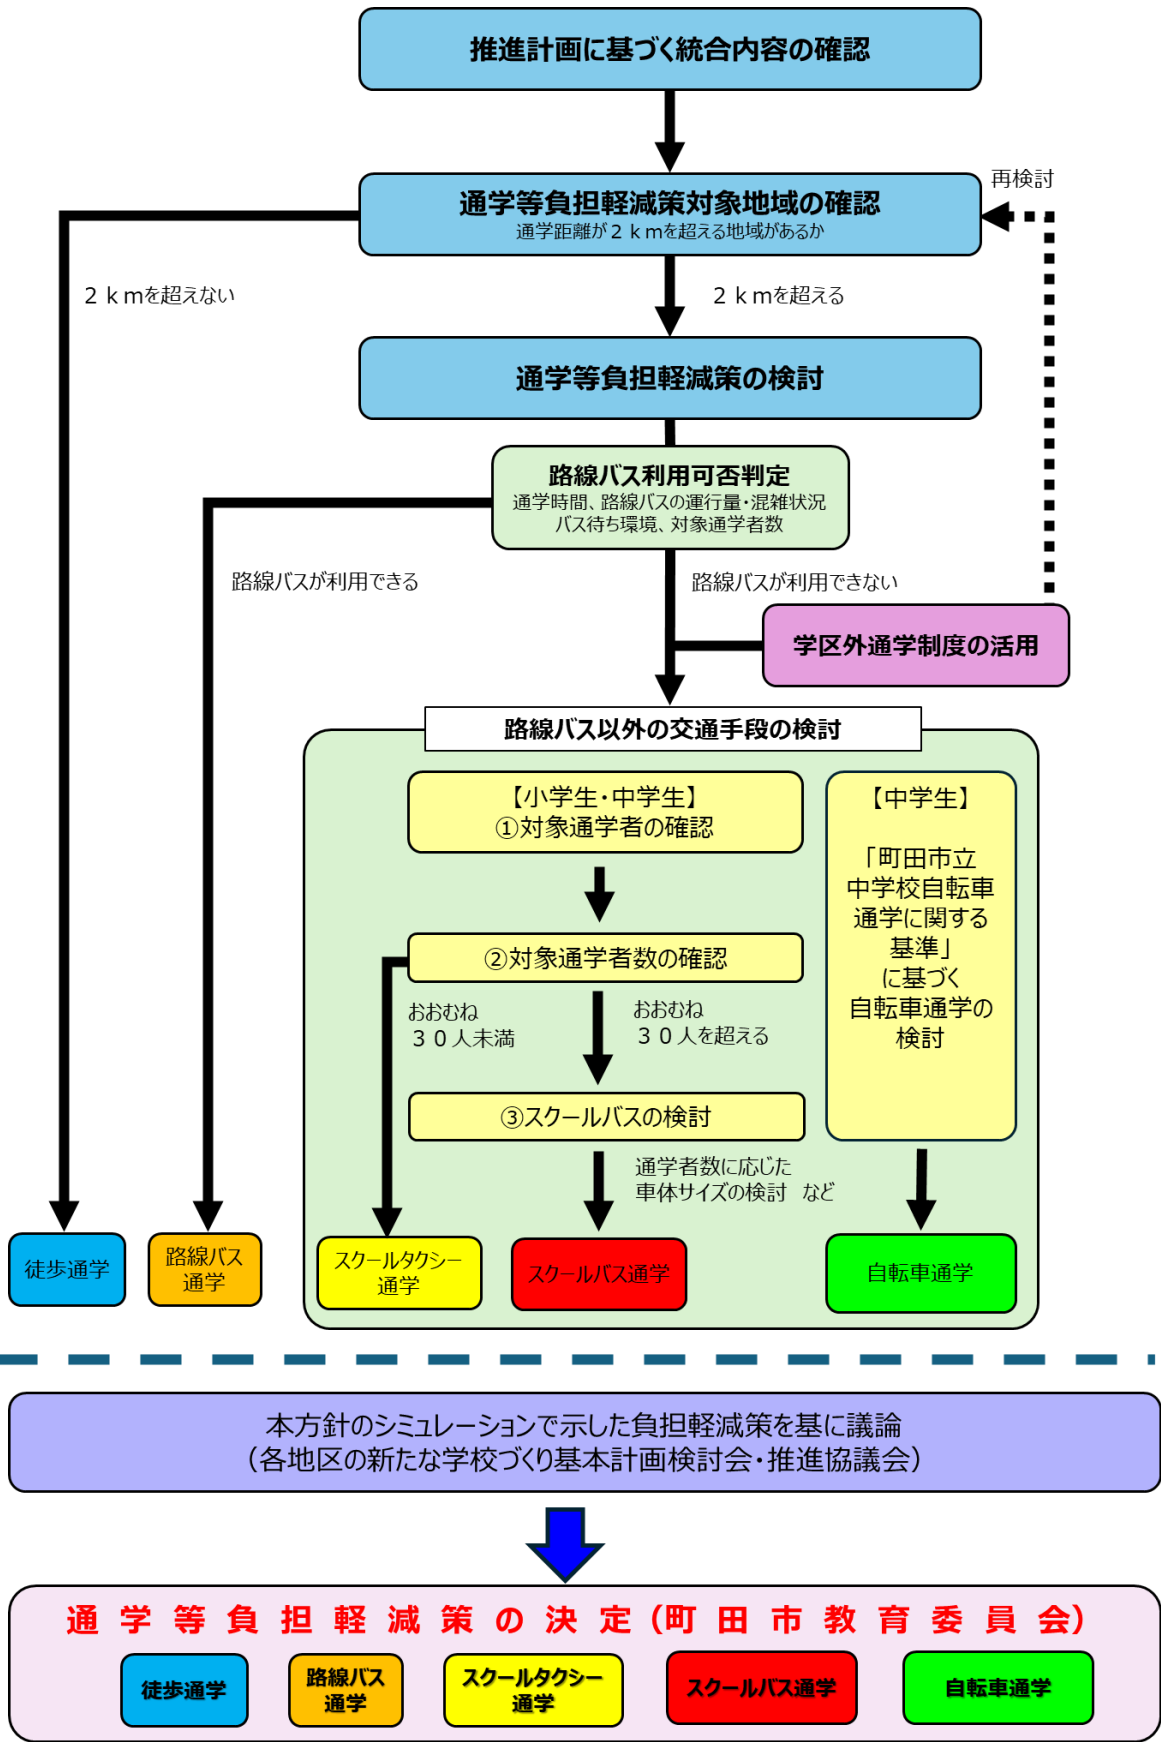 推進計画に基づく統合内容の確認
通学等負担軽減策対象地域の確認
通学距離が２ｋｍを超える地域があるか
再検討
２ｋｍを超えない
２ｋｍを超える
通学等負担軽減策の検討
路線バス利用可否判定
通学時間、路線バスの運行量・混雑状況
バス待ち環境、対象通学者数
路線バスが利用できる
路線バスが利用できない
学区外通学制度の活用
路線バス以外の交通手段の検討
【小学生・中学生】
①対象通学者の確認
②対象通学者数の確認
おおむね
３０人未満
おおむね
３０人を超える
③スクールバスの検討
通学者数に応じた
車体サイズの検討　など
【中学生】
「町田市立
中学校自転車
通学に関する
基準」
に基づく
自転車通学の
検討
徒歩通学
路線バス
通学
スクールタクシー
通学
スクールバス通学
自転車通学
本方針のシミュレーションで示した負担軽減策を基に議論
（各地区の新たな学校づくり基本計画検討会・推進協議会）
通学等負担軽減策の決定（町田市教育委員会）
徒歩通学
路線バス
通学
スクールタクシー
通学
スクールバス通学
自転車通学